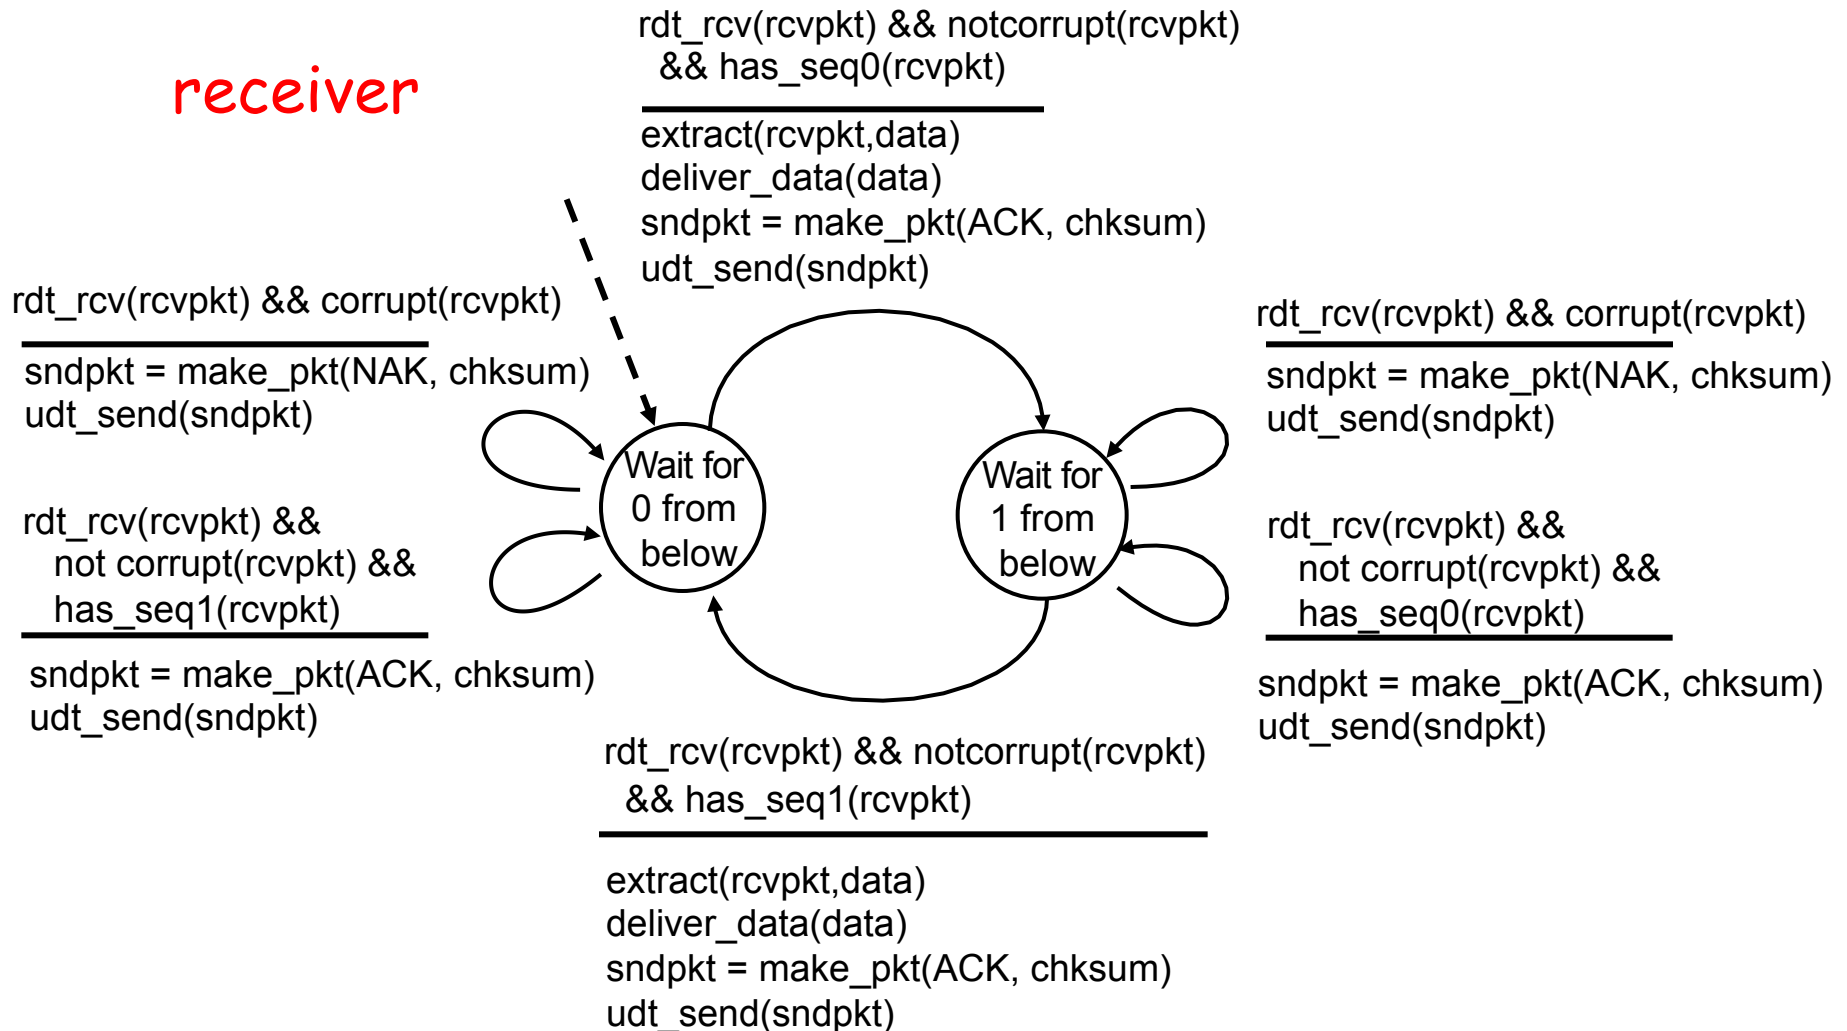 receiver
rdt_rcv(rcvpkt) && notcorrupt(rcvpkt)
&& has_seq0(rcvpkt)
extract(rcvpkt,data)
deliver_data(data)
sndpkt = make_pkt(ACK, chksum)
udt_send(sndpkt)
rdt_rcv(rcvpkt) && corrupt(rcvpkt)
sndpkt = make_pkt(NAK, chksum)
udt_send(sndpkt)
rdt_rcv(rcvpkt) &&
not corrupt(rcvpkt) &&
has_seq1(rcvpkt)
sndpkt = make_pkt(ACK, chksum)
udt_send(sndpkt)
Wait for
0 from
below
Wait for
1 from
below
rdt_rcv(rcvpkt) && corrupt(rcvpkt)
sndpkt = make_pkt(NAK, chksum)
udt_send(sndpkt)
rdt_rcv(rcvpkt) &&
not corrupt(rcvpkt) &&
has_seq0(rcvpkt)
sndpkt = make_pkt(ACK, chksum)
udt_send(sndpkt)
rdt_rcv(rcvpkt) && notcorrupt(rcvpkt)
&& has_seq1(rcvpkt)
extract(rcvpkt,data)
deliver_data(data)
sndpkt = make_pkt(ACK, chksum)
udt_send(sndpkt)